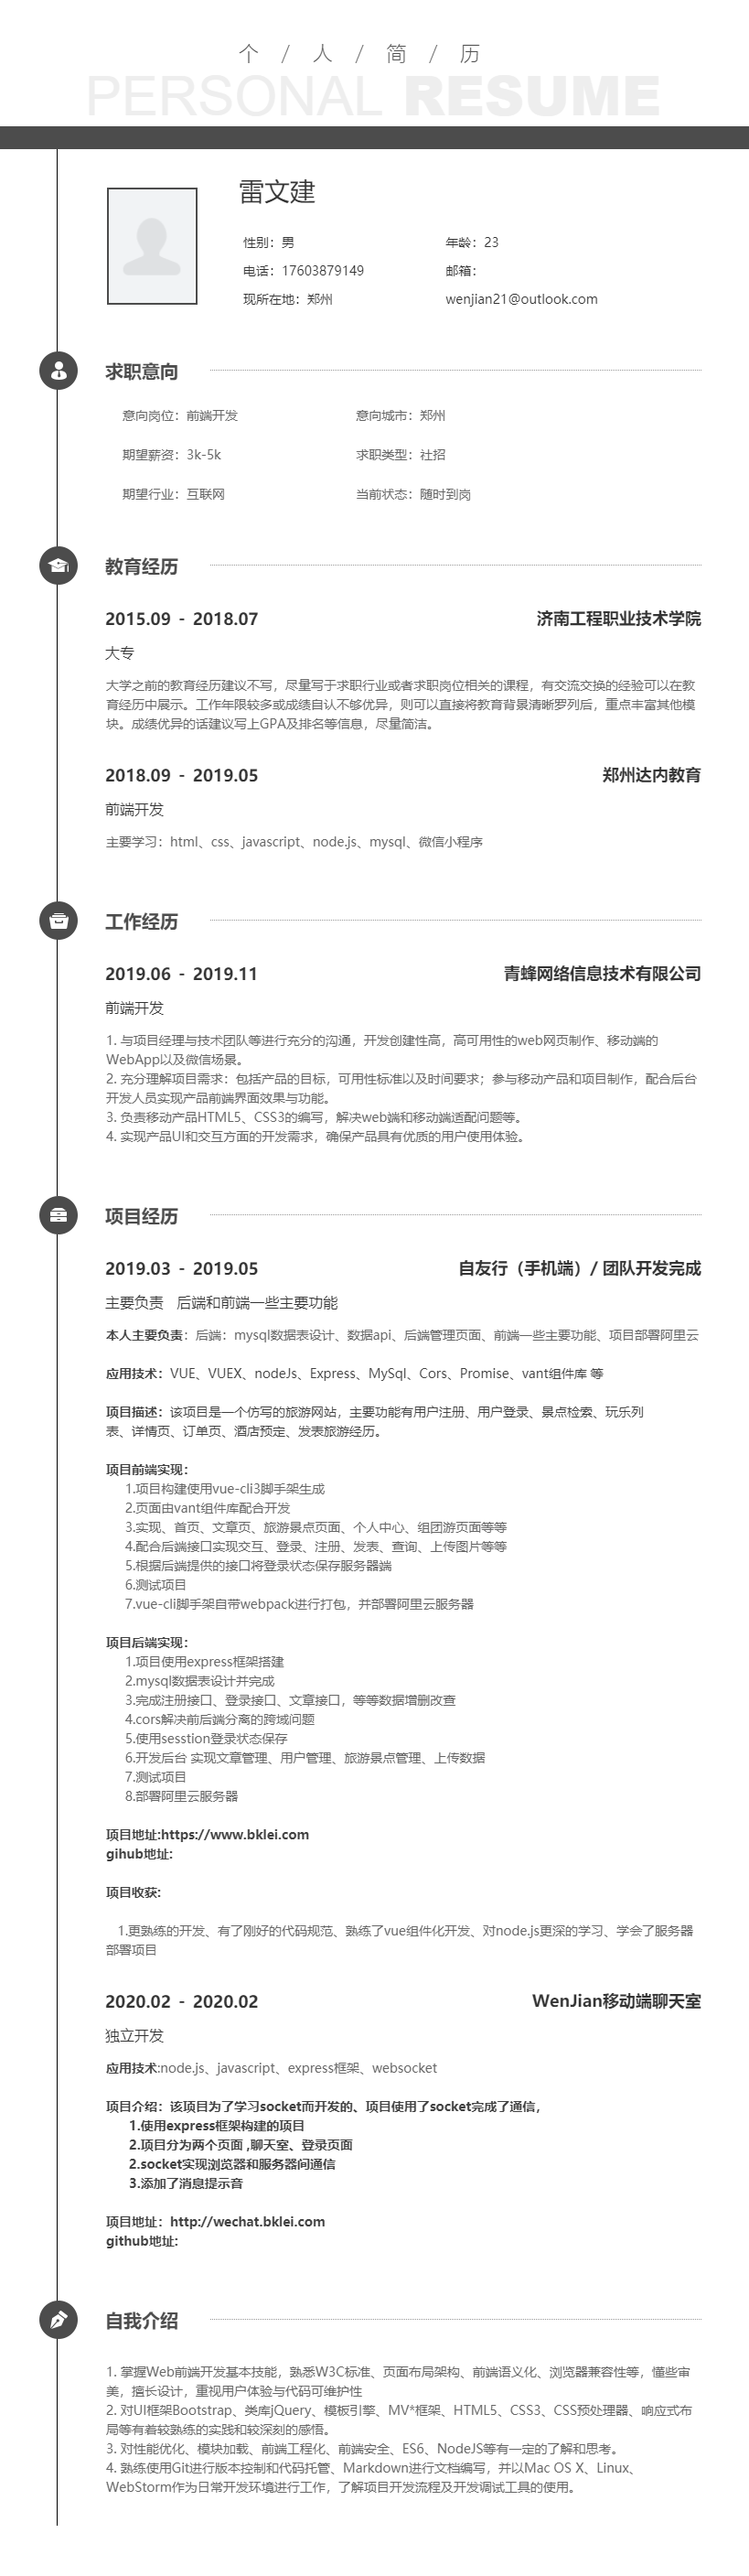 个 / 人 / 简 / 历
PERSONAL RESUME
雷文建
性别：男
年龄：23
电话：17603879149
邮箱：
现所在地：郑州
wenjian21@outlook.com
求职意向
意向岗位：前端开发
意向城市：郑州
期望薪资：3k-5k
求职类型：社招
期望行业：互联网
当前状态：随时到岗
教育经历
2015.09 - 2018.07
济南工程职业技术学院
大专
大学之前的教育经历建议不写，尽量写于求职行业或者求职岗位相关的课程，有交流交换的经验可以在教
育经历中展示。工作年限较多或成绩自认不够优异，则可以直接将教育背景清晰罗列后，重点丰富其他模
块。成绩优异的话建议写上GPA及排名等信息，尽量简洁。
2018.09 - 2019.05
郑州达内教育
前端开发
主要学习：html、css、javascript、node.js、mysql、微信小程序
工作经历
2019.06 - 2019.11
青蜂网络信息技术有限公司
前端开发
1. 与项目经理与技术团队等进行充分的沟通，开发创建性高，高可用性的web网页制作、移动端的
WebApp以及微信场景。
2. 充分理解项目需求：包括产品的目标，可用性标准以及时间要求；参与移动产品和项目制作，配合后台
开发人员实现产品前端界面效果与功能。
3. 负责移动产品HTML5、CSS3的编写，解决web端和移动端适配问题等。
4. 实现产品UI和交互方面的开发需求，确保产品具有优质的用户使用体验。
项目经历
2019.03 - 2019.05
自友行（手机端）/ 团队开发完成
主要负责 后端和前端一些主要功能
本人主要负责：后端：mysql数据表设计、数据api、后端管理页面、前端一些主要功能、项目部署阿里云
应用技术：VUE、VUEX、nodeJs、Express、MySql、Cors、Promise、vant组件库 等
项目描述：该项目是一个仿写的旅游网站，主要功能有用户注册、用户登录、景点检索、玩乐列
表、详情页、订单页、酒店预定、发表旅游经历。
项目前端实现：
1.项目构建使用vue-cli3脚手架生成
2.页面由vant组件库配合开发
3.实现、首页、文章页、旅游景点页面、个人中心、组团游页面等等
4.配合后端接口实现交互、登录、注册、发表、查询、上传图片等等
5.根据后端提供的接口将登录状态保存服务器端
6.测试项目
7.vue-cli脚手架自带webpack进行打包，并部署阿里云服务器
项目后端实现：
1.项目使用express框架搭建
2.mysql数据表设计并完成
3.完成注册接口、登录接口、文章接口，等等数据增删改查
4.cors解决前后端分离的跨域问题
5.使用sesstion登录状态保存
6.开发后台 实现文章管理、用户管理、旅游景点管理、上传数据
7.测试项目
8.部署阿里云服务器
项目地址:https://www.bklei.com
gihub地址:
项目收获:
1.更熟练的开发、有了刚好的代码规范、熟练了vue组件化开发、对node.js更深的学习、学会了服务器
部署项目
2020.02 - 2020.02
WenJian移动端聊天室
独立开发
应用技术:node.js、javascript、express框架、websocket
项目介绍：该项目为了学习socket而开发的、项目使用了socket完成了通信，
1.使用express框架构建的项目
2.项目分为两个页面 ,聊天室、登录页面
2.socket实现浏览器和服务器间通信
3.添加了消息提示音
项目地址：http://wechat.bklei.com
github地址:
自我介绍
1. 掌握Web前端开发基本技能，熟悉W3C标准、页面布局架构、前端语义化、浏览器兼容性等，懂些审
美，擅长设计，重视用户体验与代码可维护性
2. 对UI框架Bootstrap、类库jQuery、模板引擎、MV*框架、HTML5、CSS3、CSS预处理器、响应式布
局等有着较熟练的实践和较深刻的感悟。
3. 对性能优化、模块加载、前端工程化、前端安全、ES6、NodeJS等有一定的了解和思考。
4. 熟练使用Git进行版本控制和代码托管、Markdown进行文档编写，并以Mac OS X、Linux、
WebStorm作为日常开发环境进行工作，了解项目开发流程及开发调试工具的使用。